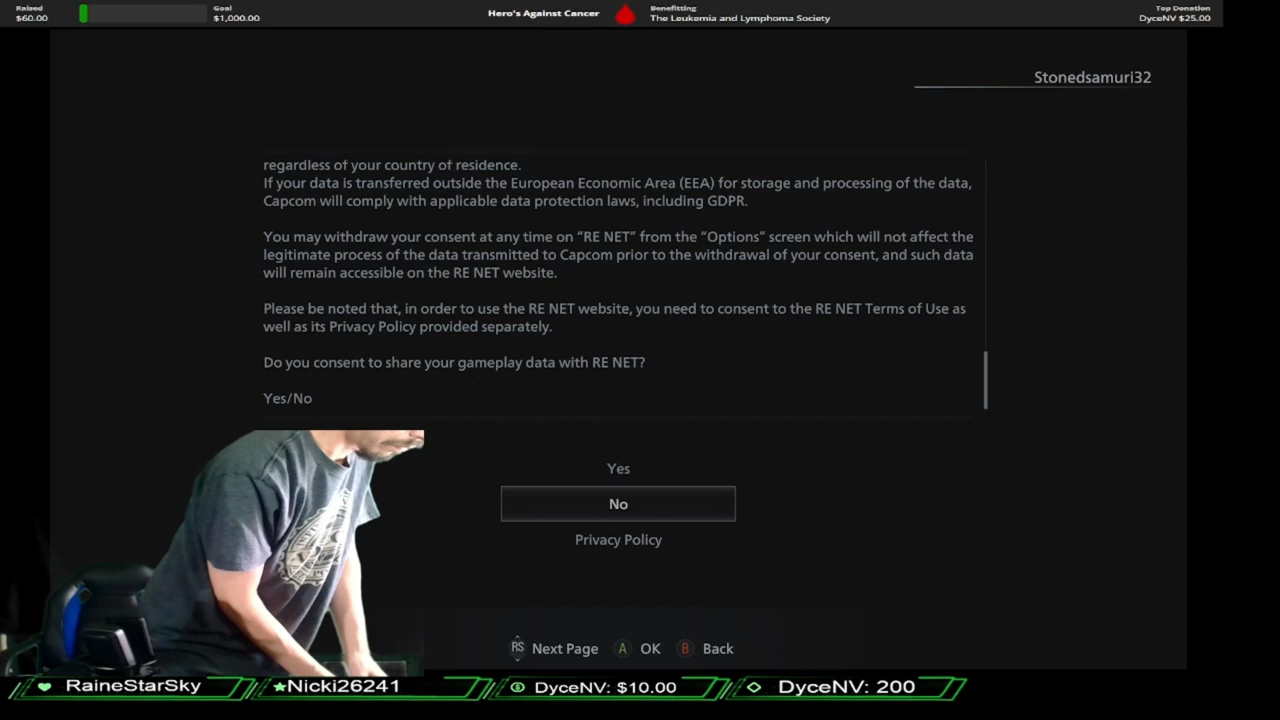 Raised
$60.00
Goal
$1,000.00
Hero's Against Cancer
Benefitting
The Leukemia and Lymphoma Society
Top Donation
DyceNV $25.00
Stonedsamuri32
regardless of your country of residence.
If your data is transferred outside the European Economic Area (EEA) for storage and processing of the data,
Capcom will comply with applicable data protection laws, including GDPR.
You may withdraw your consent at any time on “RE NET” from the “Options” screen which will not affect the
legitimate process of the data transmitted to Capcom prior to the withdrawal of your consent, and such data
will remain accessible on the RE NET website.
Please be noted that, in order to use the RE NET website, you need to consent to the RE NET Terms of Use as
well as its Privacy Policy provided separately.
Do you consent to share your gameplay data with RE NET?
Yes/No
Yes
No
Privacy Policy
RS Next Page A OK B Back
RaineStarSky
Nicki26241
DyceNV: $10.00
DyceNV: 200